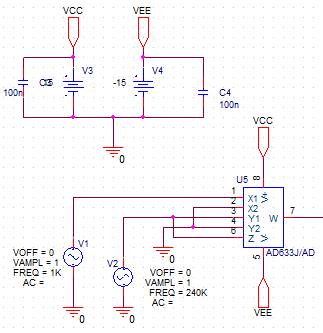 VCC VEE
V3 V4
C3 15 -15
100n
C4
100n
0
VCC
8
U5
1 X1 V+
2 X2
3 Y1 W 7
4 Y2
6 Z V-
AD633J/AD
5
VEE
0
V1
VOFF = 0
VAMPL = 1
FREQ = 1K
AC =
0
V2
VOFF = 0
VAMPL = 1
FREQ = 240K
AC =
0